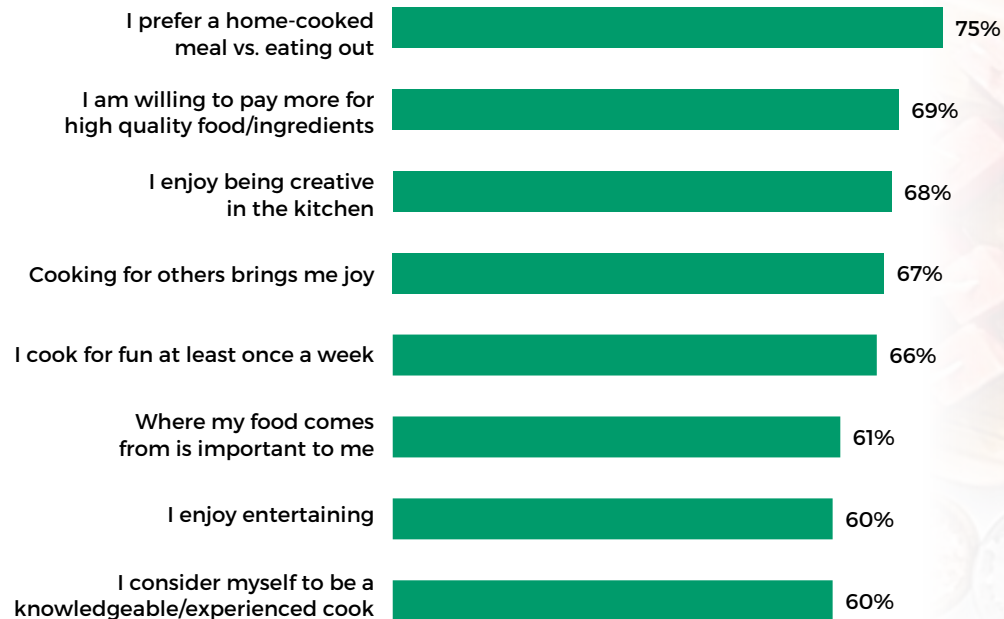 I prefer a home-cooked
meal vs. eating out
75%
I am willing to pay more for
high quality food/ingredients
69%
I enjoy being creative
in the kitchen
68%
Cooking for others brings me joy
67%
I cook for fun at least once a week
66%
Where my food comes
from is important to me
61%
I enjoy entertaining
60%
I consider myself to be a
knowledgeable/experienced cook
60%